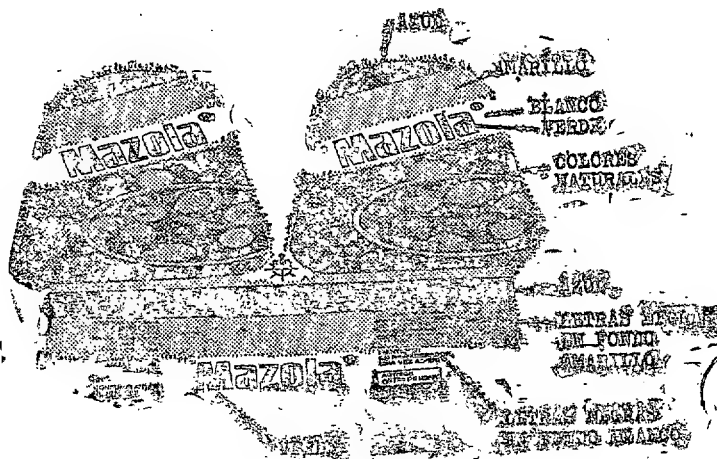 AZUL
AMARILLO
Mazola® Mazola®
BLANCO
VERDE
COLORES
NATURALES
AZUL
LETRAS NEGRAS
EN FONDO
AMARILLO
Mazola®
LETRAS NEGRAS
EN FONDO BLANCO